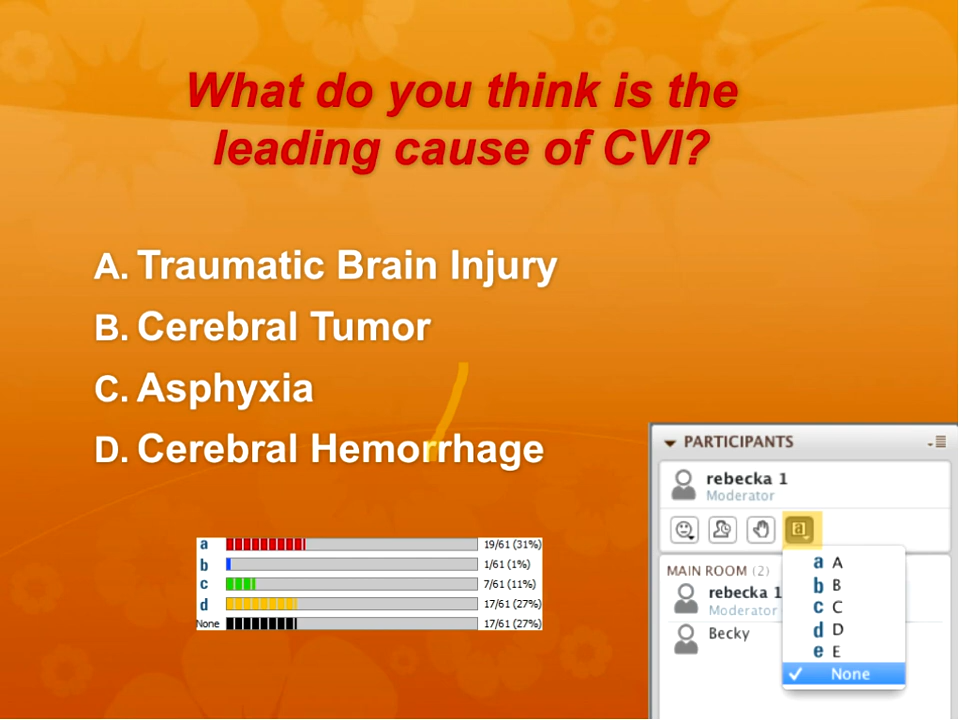 What do you think is the
leading cause of CVI?
A. Traumatic Brain Injury
B. Cerebral Tumor
C. Asphyxia
D. Cerebral Hemorrhage
a 19/61 (31%)
b 1/61 (1%)
c 7/61 (11%)
d 17/61 (27%)
None 17/61 (27%)
PARTICIPANTS
rebecka 1
Moderator
a
MAIN ROOM (2)
rebecka 1
Moderator
Becky
a A
b B
c C
d D
e E
None